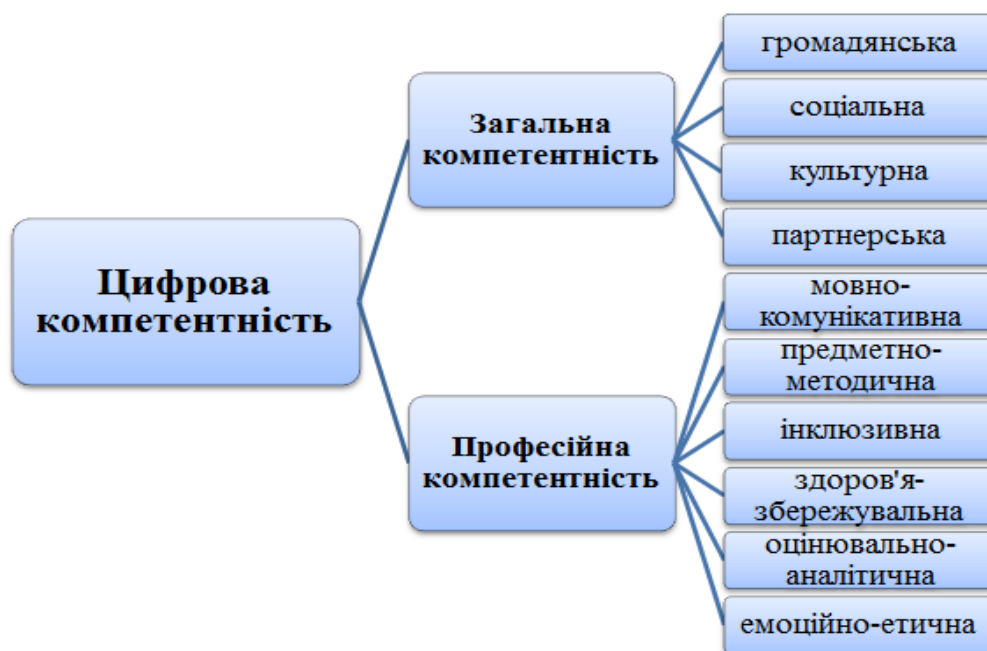 Цифрова
компетентність
Загальна
компетентність
громадянська
соціальна
культурна
партнерська
Професійна
компетентність
мовно-
комунікативна
предметно-
методична
інклюзивна
здоров'я-
збережувальна
оцінювально-
аналітична
емоційно-етична